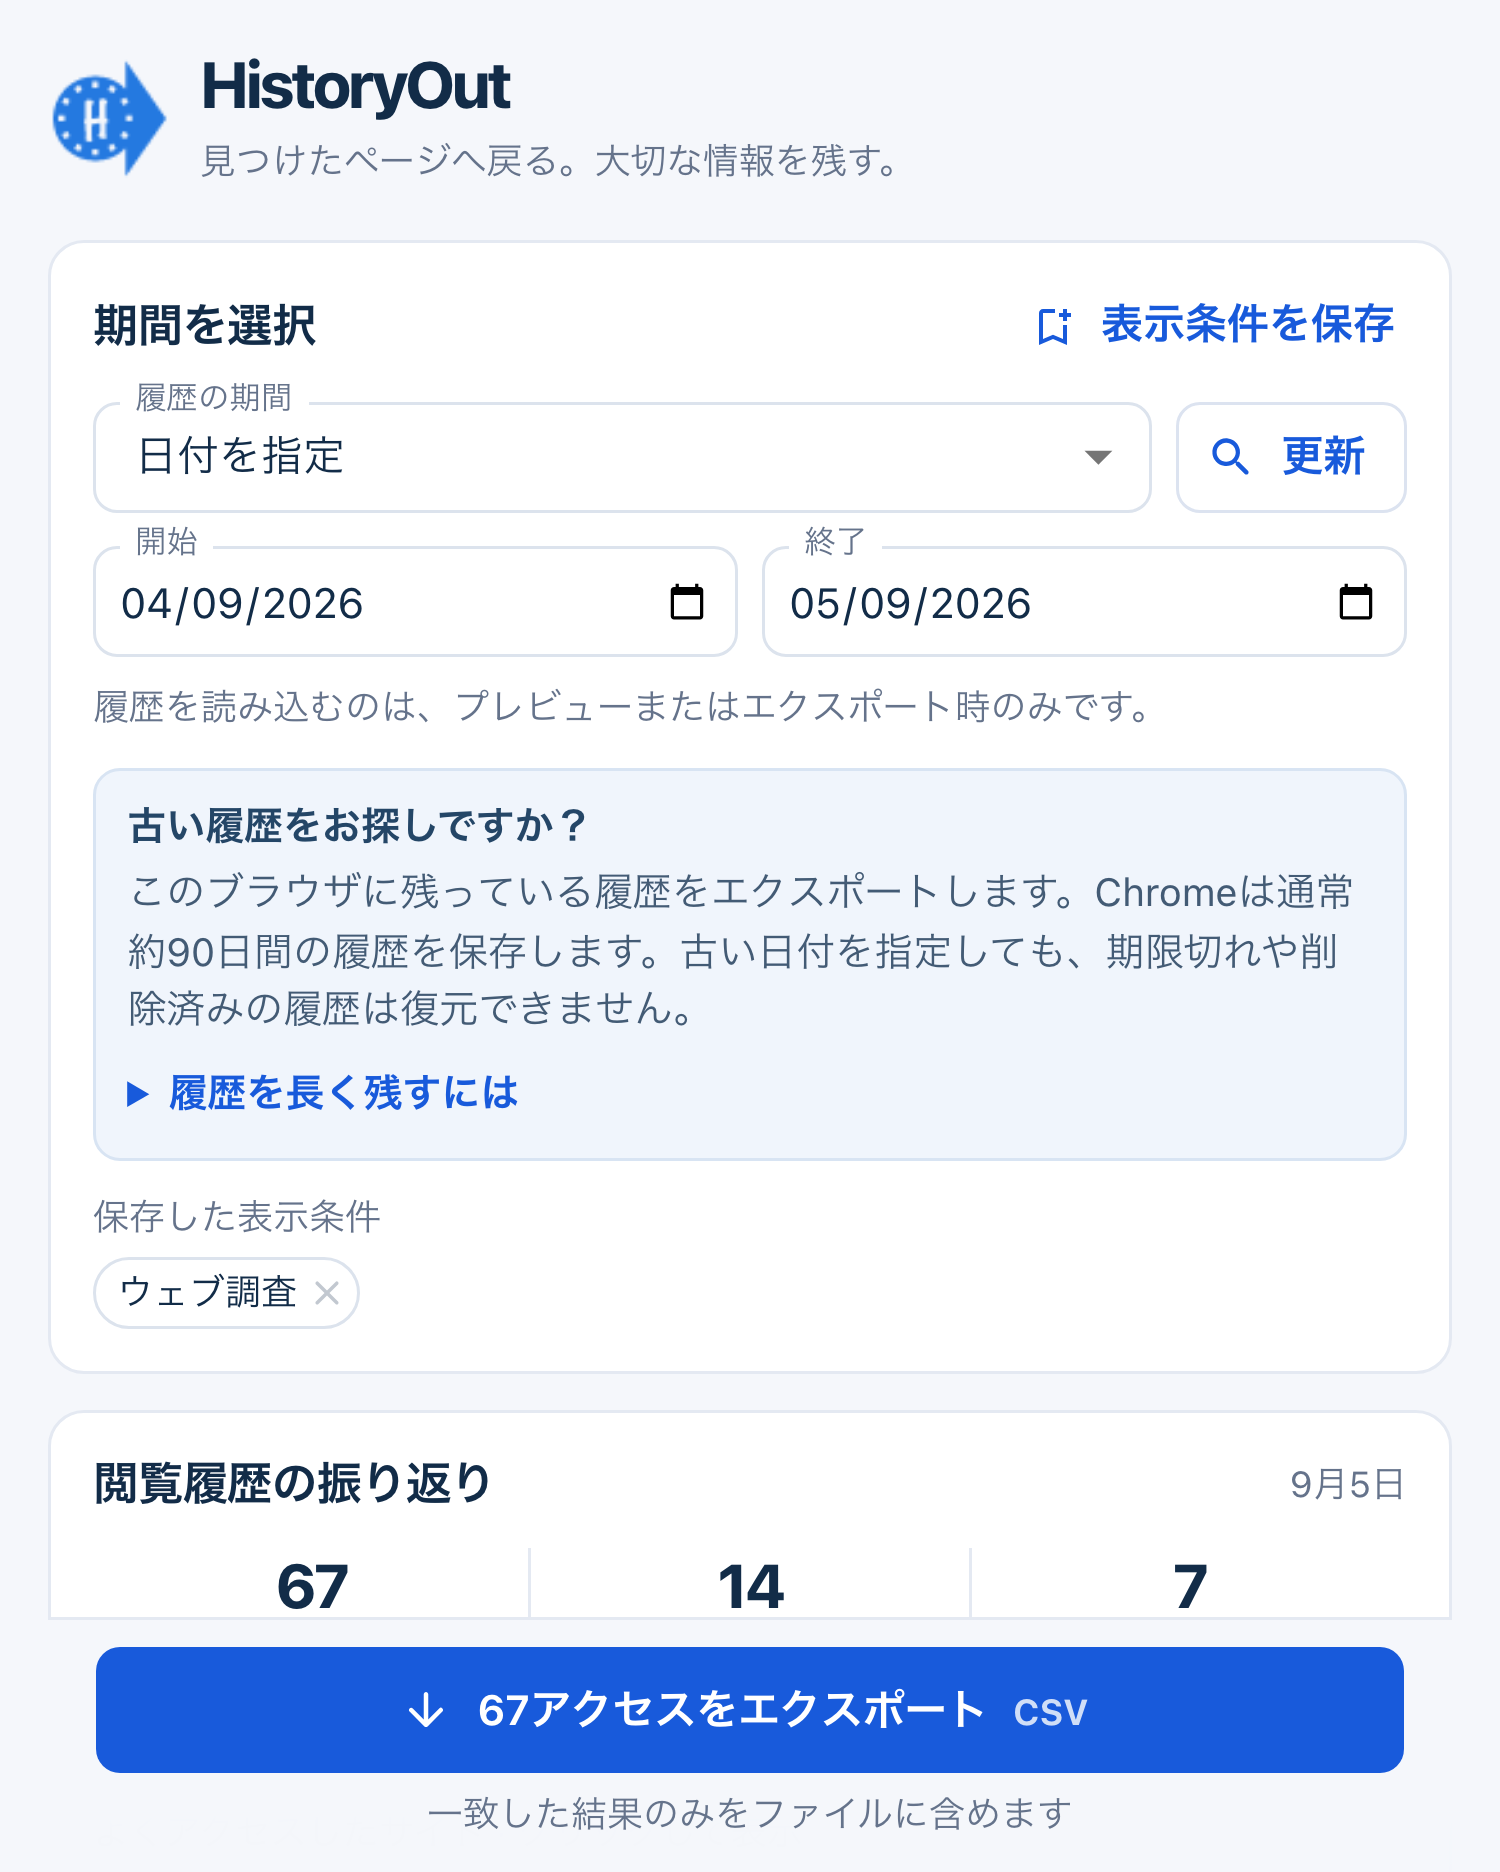 H
HistoryOut
見つけたページへ戻る。大切な情報を残す。
期間を選択
表示条件を保存
履歴の期間
日付を指定
更新
開始
04/09/2026
終了
05/09/2026
履歴を読み込むのは、プレビューまたはエクスポート時のみです。
古い履歴をお探しですか？
このブラウザに残っている履歴をエクスポートします。Chromeは通常
約90日間の履歴を保存します。古い日付を指定しても、期限切れや削
除済みの履歴は復元できません。
履歴を長く残すには
保存した表示条件
ウェブ調査
閲覧履歴の振り返り
9月5日
67
14
7
67アクセスをエクスポート CSV
一致した結果のみをファイルに含めます